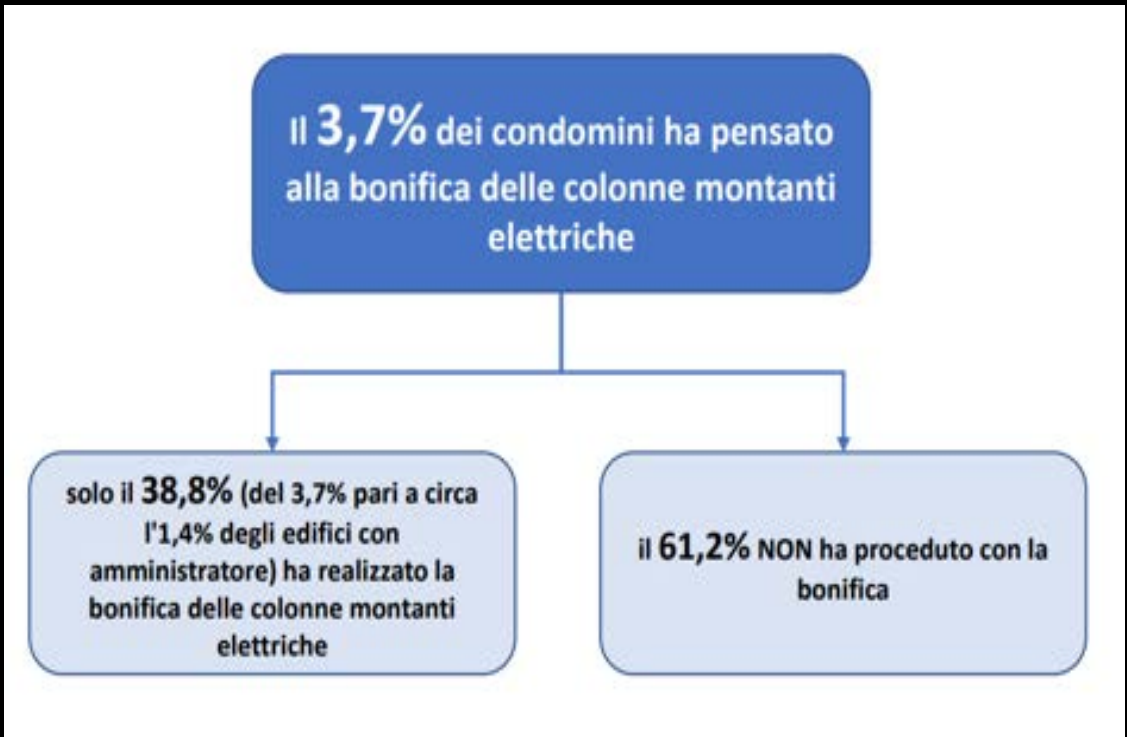 Il 3,7% dei condomini ha pensato
alla bonifica delle colonne montanti
elettriche
solo il 38,8% (del 3,7% pari a circa
l'1,4% degli edifici con
amministratore) ha realizzato la
bonifica delle colonne montanti
elettriche
il 61,2% NON ha proceduto con la
bonifica